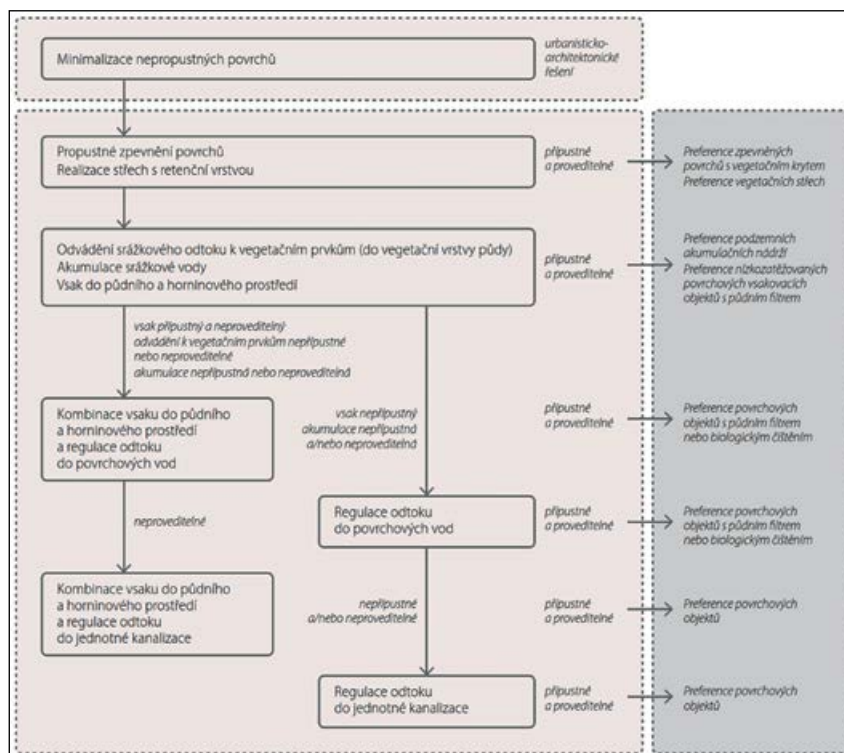 Minimalizace nepropustných povrchů
urbanisticko-
architektonické
řešení
Propustné zpevnění povrchů
Realizace střech s retenční vrstvou
přípustné
a proveditelné
Preference zpevněných
povrchů s vegetačním krytem
Preference vegetačních střech
Odvádění srážkového odtoku k vegetačním prvkům (do vegetační vrstvy půdy)
Akumulace srážkové vody
Vsak do půdního a horninového prostředí
přípustné
a proveditelné
Preference podzemních
akumulačních nádrží
Preference nízkozatěžovaných
povrchových vsakovacích
objektů s půdním filtrem
vsak přípustný a neproveditelný
odvádění k vegetačním prvkům nepřípustné
nebo neproveditelné
akumulace nepřípustná nebo neproveditelná
Kombinace vsaku do půdního
a horninového prostředí
a regulace odtoku
do povrchových vod
vsak nepřípustný
akumulace nepřípustná
a/nebo neproveditelná
přípustné
a proveditelné
Preference povrchových
objektů s půdním filtrem
nebo biologickým čištěním
neproveditelné
Regulace odtoku
do povrchových vod
přípustné
a proveditelné
Preference povrchových
objektů s půdním filtrem
nebo biologickým čištěním
Kombinace vsaku do půdního
a horninového prostředí
a regulace odtoku
do jednotné kanalizace
nepřípustné
a/nebo neproveditelné
přípustné
a proveditelné
Preference povrchových
objektů
Regulace odtoku
do jednotné kanalizace
přípustné
a proveditelné
Preference povrchových
objektů